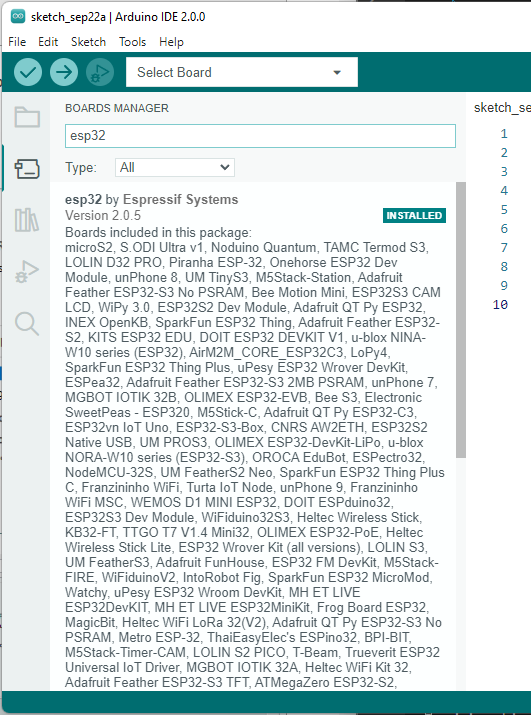 sketch_sep22a | Arduino IDE 2.0.0
File Edit Sketch Tools Help
Select Board
BOARDS MANAGER
esp32
Type: All
esp32 by Espressif Systems
Version 2.0.5
INSTALLED
Boards included in this package:
microS2, S.ODI Ultra v1, Noduino Quantum, TAMC Termod S3,
LOLIN D32 PRO, Piranha ESP-32, Onehorse ESP32 Dev
Module, unPhone 8, UM TinyS3, M5Stack-Station, Adafruit
Feather ESP32-S3 No PSRAM, Bee Motion Mini, ESP32S3 CAM
LCD, WiPy 3.0, ESP32S2 Dev Module, Adafruit QT Py ESP32,
INEX OpenKB, SparkFun ESP32 Thing, Adafruit Feather ESP32-
S2, KITS ESP32 EDU, DOIT ESP32 DEVKIT V1, u-blox NINA-
W10 series (ESP32), AirM2M_CORE_ESP32C3, LoPy4,
SparkFun ESP32 Thing Plus, uPesy ESP32 Wrover DevKit,
ESPea32, Adafruit Feather ESP32-S3 2MB PSRAM, unPhone 7,
MGBOT IOTIK 32B, OLIMEX ESP32-EVB, Bee S3, Electronic
SweetPeas - ESP320, M5Stick-C, Adafruit QT Py ESP32-C3,
ESP32vn IoT Uno, ESP32-S3-Box, CNRS AW2ETH, ESP32S2
Native USB, UM PROS3, OLIMEX ESP32-DevKit-LiPo, u-blox
NORA-W10 series (ESP32-S3), OROCA EduBot, ESPectro32,
NodeMCU-32S, UM FeatherS2 Neo, SparkFun ESP32 Thing Plus
C, Franzininho WiFi, Turta IoT Node, unPhone 9, Franzininho
WiFi MSC, WEMOS D1 MINI ESP32, DOIT ESPduino32,
ESP32S3 Dev Module, WiFiduino32S3, Heltec Wireless Stick,
KB32-FT, TTGO T7 V1.4 Mini32, OLIMEX ESP32-PoE, Heltec
Wireless Stick Lite, ESP32 Wrover Kit (all versions), LOLIN S3,
UM FeatherS3, Adafruit FunHouse, ESP32 FM DevKit, M5Stack-
FIRE, WiFiduinoV2, IntoRobot Fig, SparkFun ESP32 MicroMod,
Watchy, uPesy ESP32 Wroom DevKit, MH ET LIVE
ESP32DevKIT, MH ET LIVE ESP32MiniKit, Frog Board ESP32,
MagicBit, Heltec WiFi LoRa 32(V2), Adafruit QT Py ESP32-S3 No
PSRAM, Metro ESP-32, ThaiEasyElec's ESPino32, BPI-BIT,
M5Stack-Timer-CAM, LOLIN S2 PICO, T-Beam, Trueverit ESP32
Universal IoT Driver, MGBOT IOTIK 32A, Heltec WiFi Kit 32,
Adafruit Feather ESP32-S3 TFT, ATMegaZero ESP32-S2,
sketch_se
1
2
3
4
5
6
7
8
9
10